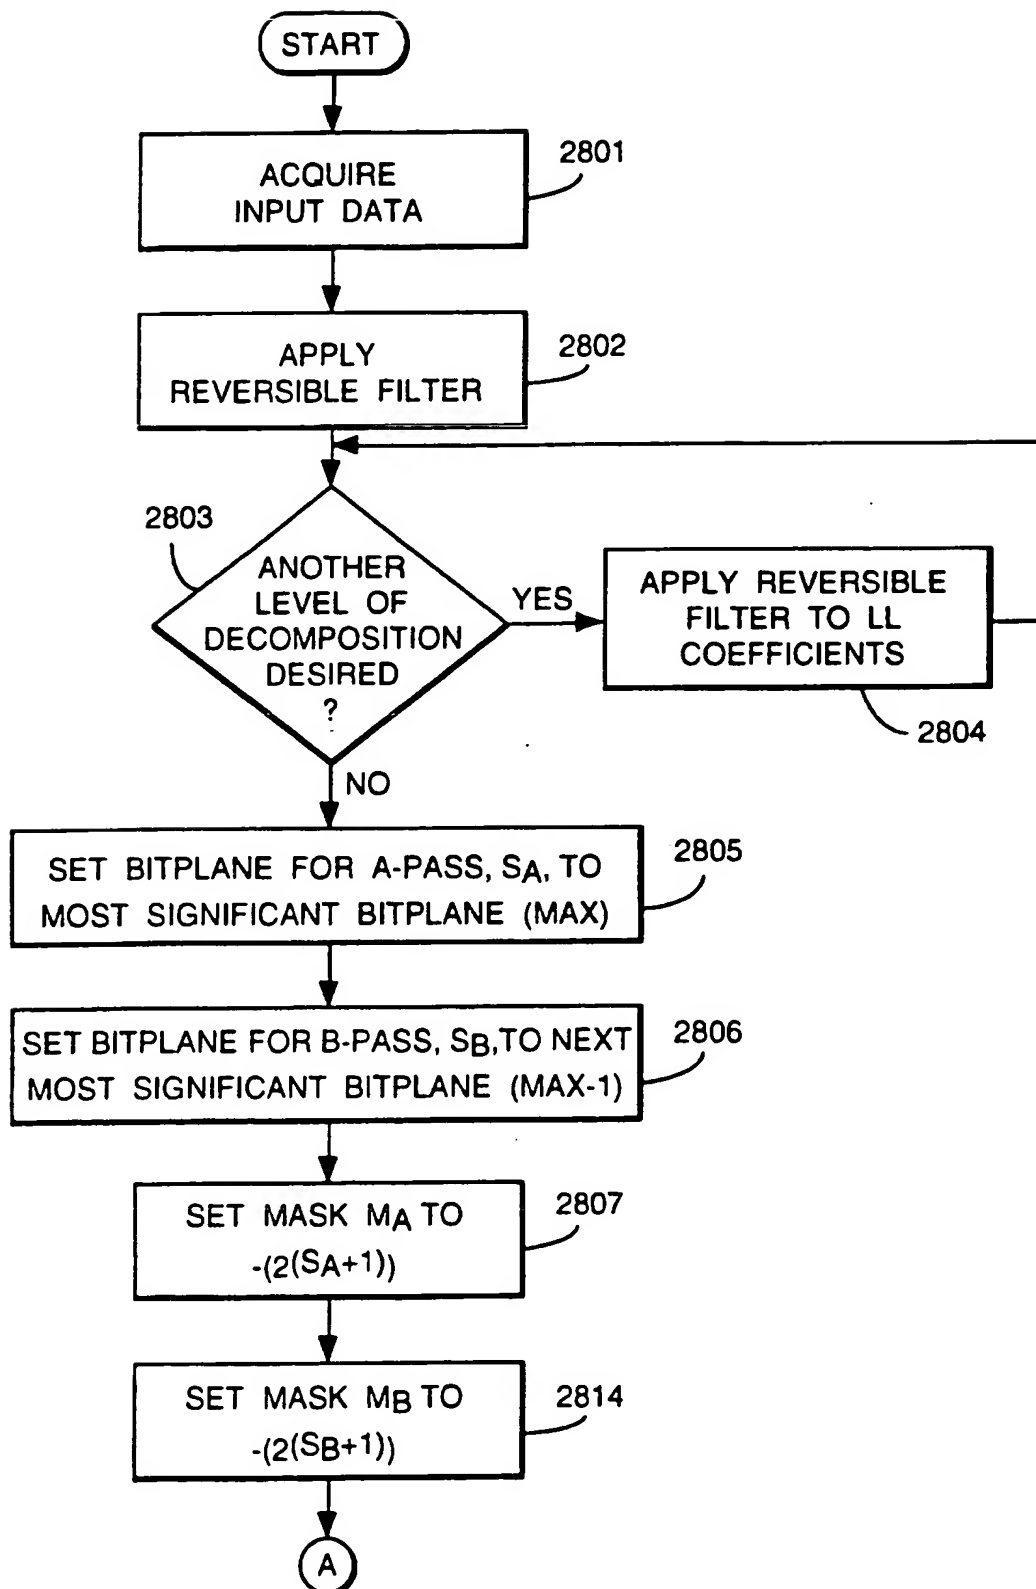 START
ACQUIRE
INPUT DATA
2801
APPLY
REVERSIBLE FILTER
2802
2803
ANOTHER
LEVEL OF
DECOMPOSITION
DESIRED
?
YES
APPLY REVERSIBLE
FILTER TO LL
COEFFICIENTS
2804
NO
SET BITPLANE FOR A-PASS, SA, TO
MOST SIGNIFICANT BITPLANE (MAX)
2805
SET BITPLANE FOR B-PASS, SB, TO NEXT
MOST SIGNIFICANT BITPLANE (MAX-1)
2806
SET MASK MA TO
-(2(SA+1))
2807
SET MASK MB TO
-(2(SB+1))
2814
A